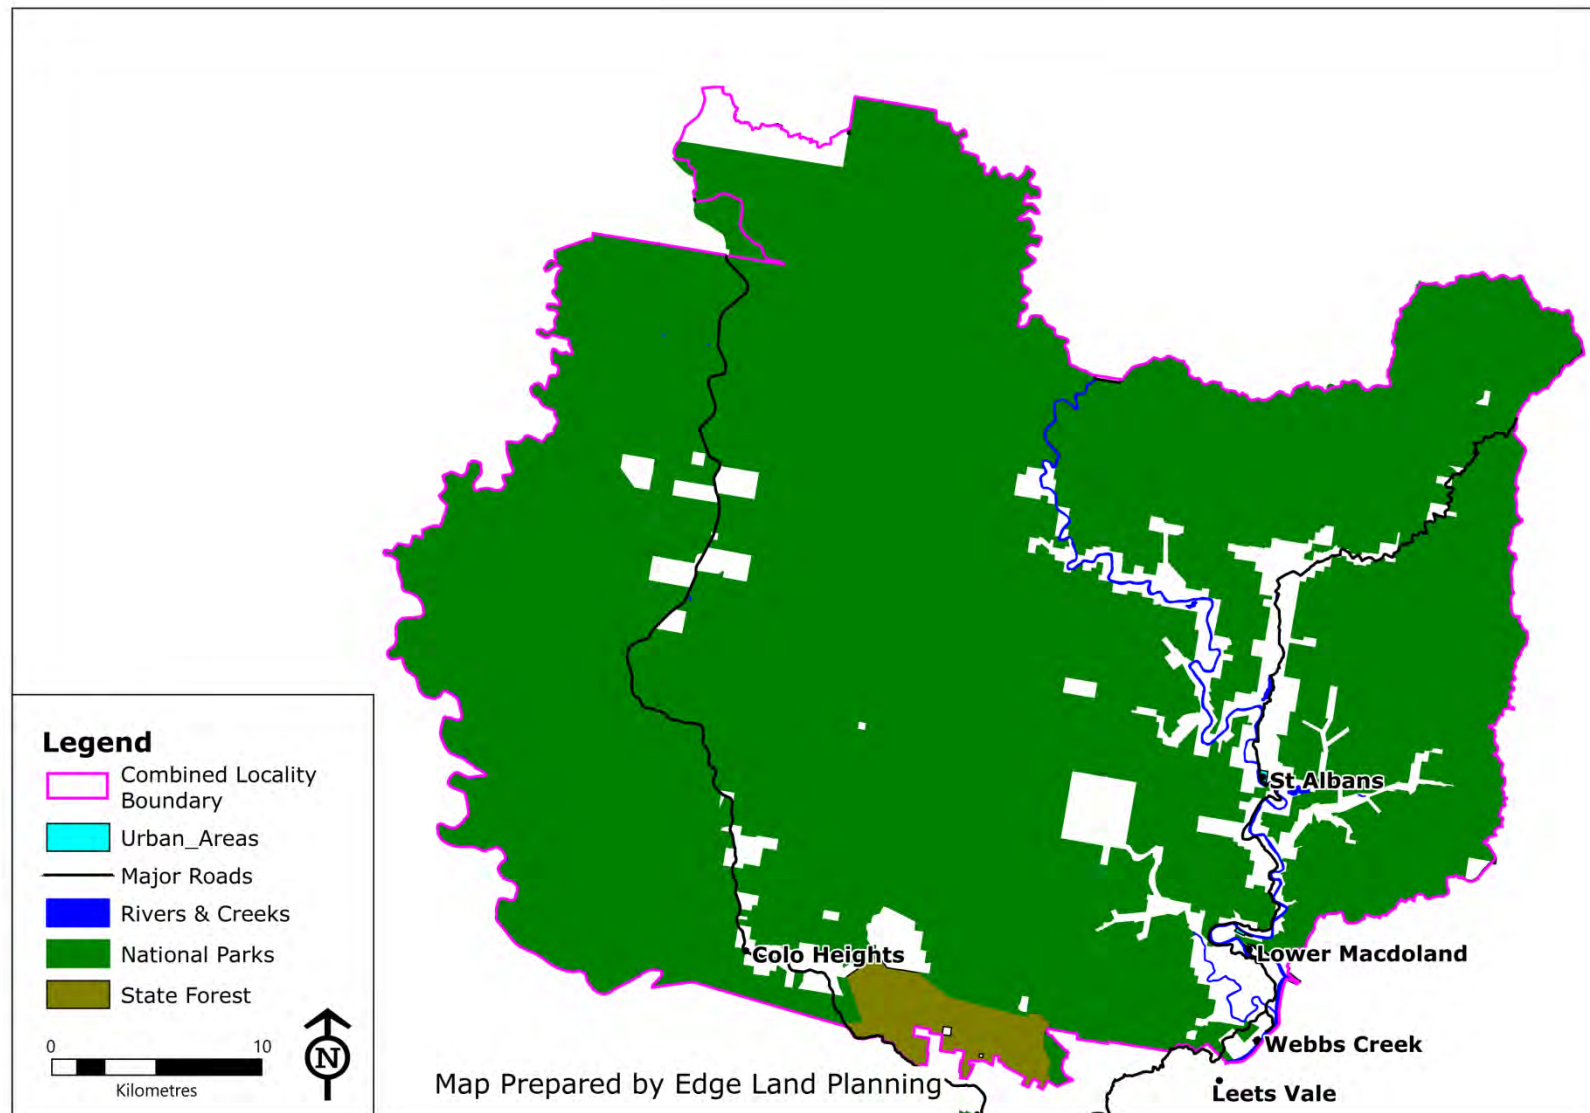 St Albans
Colo Heights
Lower Macdoland
Webbs Creek
Leets Vale
Legend
Combined Locality
Boundary
Urban_Areas
Major Roads
Rivers & Creeks
National Parks
State Forest
0 10
Kilometres
N
Map Prepared by Edge Land Planning